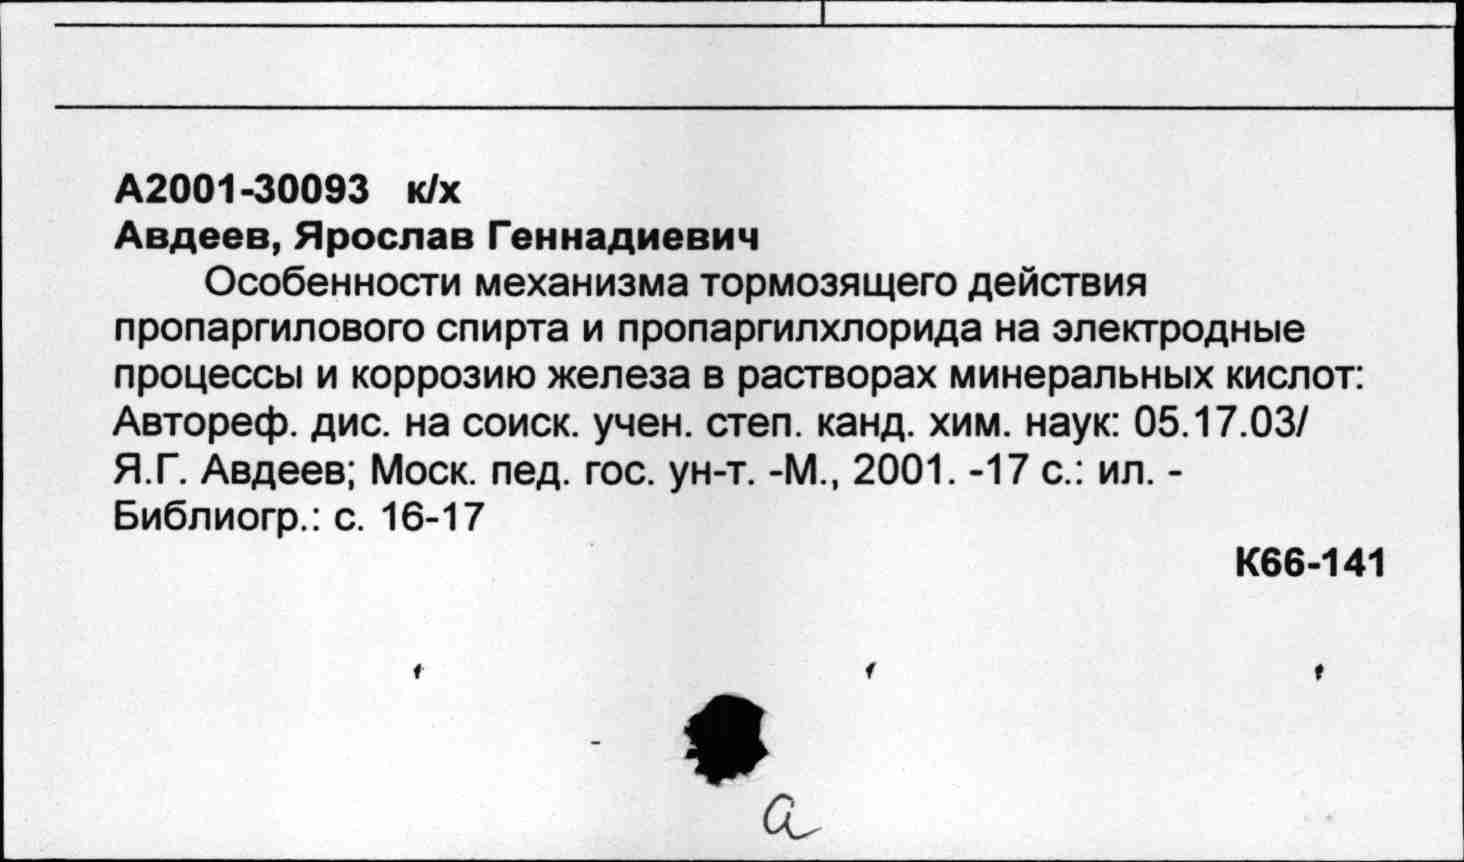 А2001-30093 к/х
Авдеев, Ярослав Геннадиевич
Особенности механизма тормозящего действия
пропаргилового спирта и пропаргилхлорида на электродные
процессы и коррозию железа в растворах минеральных кислот:
Автореф. дис. на соиск. учен. степ. канд. хим. наук: 05.17.03/
Я.Г. Авдеев; Моск. пед. гос. ун-т. -М., 2001. -17 с.: ил. -
Библиогр.: с. 16-17
К66-141
а